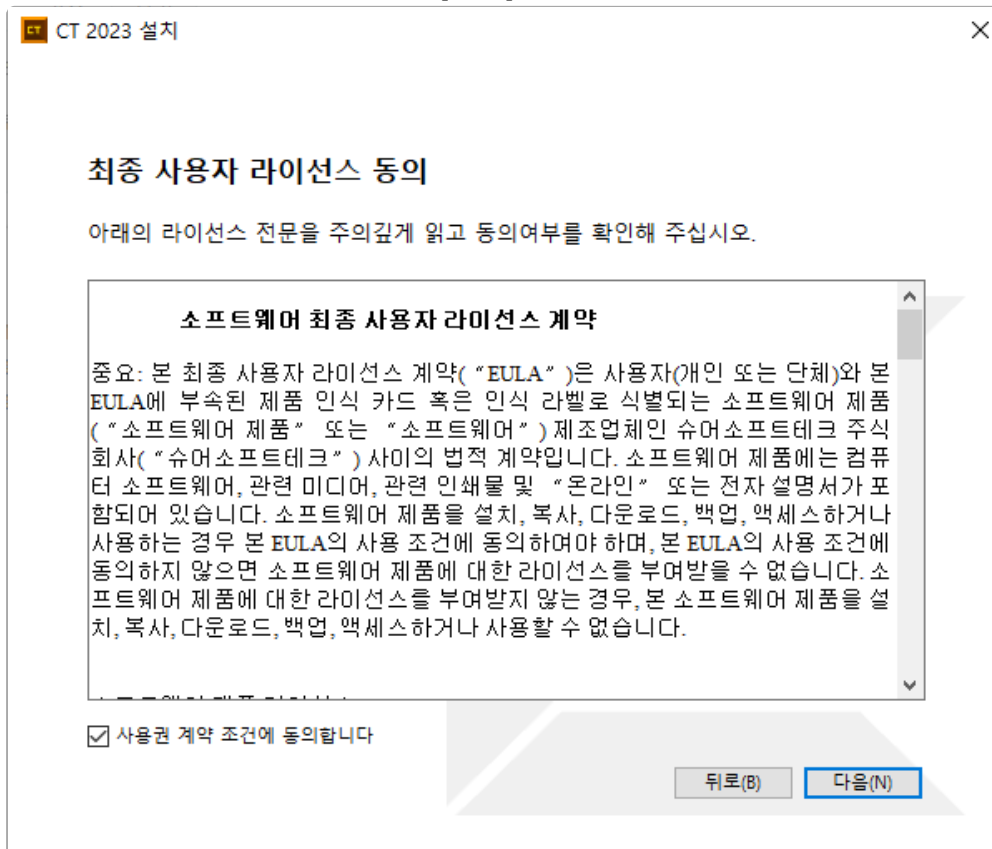 CT CT 2023 설치
최종 사용자 라이선스 동의
아래의 라이선스 전문을 주의깊게 읽고 동의여부를 확인해 주십시오.
소프트웨어 최종 사용자 라이선스 계약
중요: 본 최종 사용자 라이선스 계약( “EULA” )은 사용자(개인 또는 단체)와 본
EULA에 부속된 제품 인식 카드 혹은 인식 라벨로 식별되는 소프트웨어 제품
( “소프트웨어 제품” 또는 “소프트웨어” ) 제조업체인 슈어소프트테크 주식
회사( “슈어소프트테크” ) 사이의 법적 계약입니다. 소프트웨어 제품에는 컴퓨
터 소프트웨어, 관련 미디어, 관련 인쇄물 및 “온라인” 또는 전자 설명서가 포
함되어 있습니다. 소프트웨어 제품을 설치, 복사, 다운로드, 백업, 액세스하거나
사용하는 경우 본 EULA의 사용 조건에 동의하여야 하며, 본 EULA의 사용 조건에
동의하지 않으면 소프트웨어 제품에 대한 라이선스를 부여받을 수 없습니다. 소
프트웨어 제품에 대한 라이선스를 부여받지 않는 경우, 본 소프트웨어 제품을 설
치, 복사, 다운로드, 백업, 액세스하거나 사용할 수 없습니다.
사용권 계약 조건에 동의합니다
뒤로(B) 다음(N)